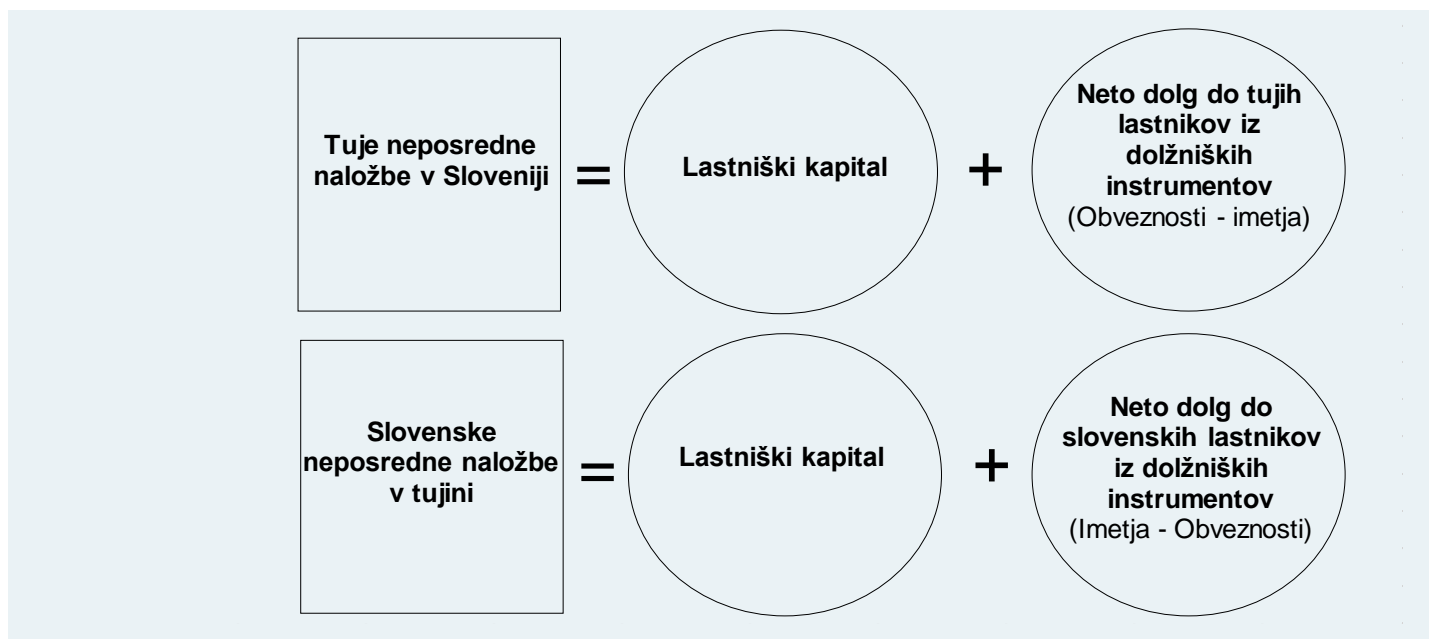 Tuje neposredne
naložbe v Sloveniji
=
Lastniški kapital
+
Neto dolg do tujih
lastnikov iz
dolžniških
instrumentov
(Obveznosti - imetja)
Slovenske
neposredne naložbe
v tujini
=
Lastniški kapital
+
Neto dolg do
slovenskih lastnikov
iz dolžniških
instrumentov
(Imetja - Obveznosti)